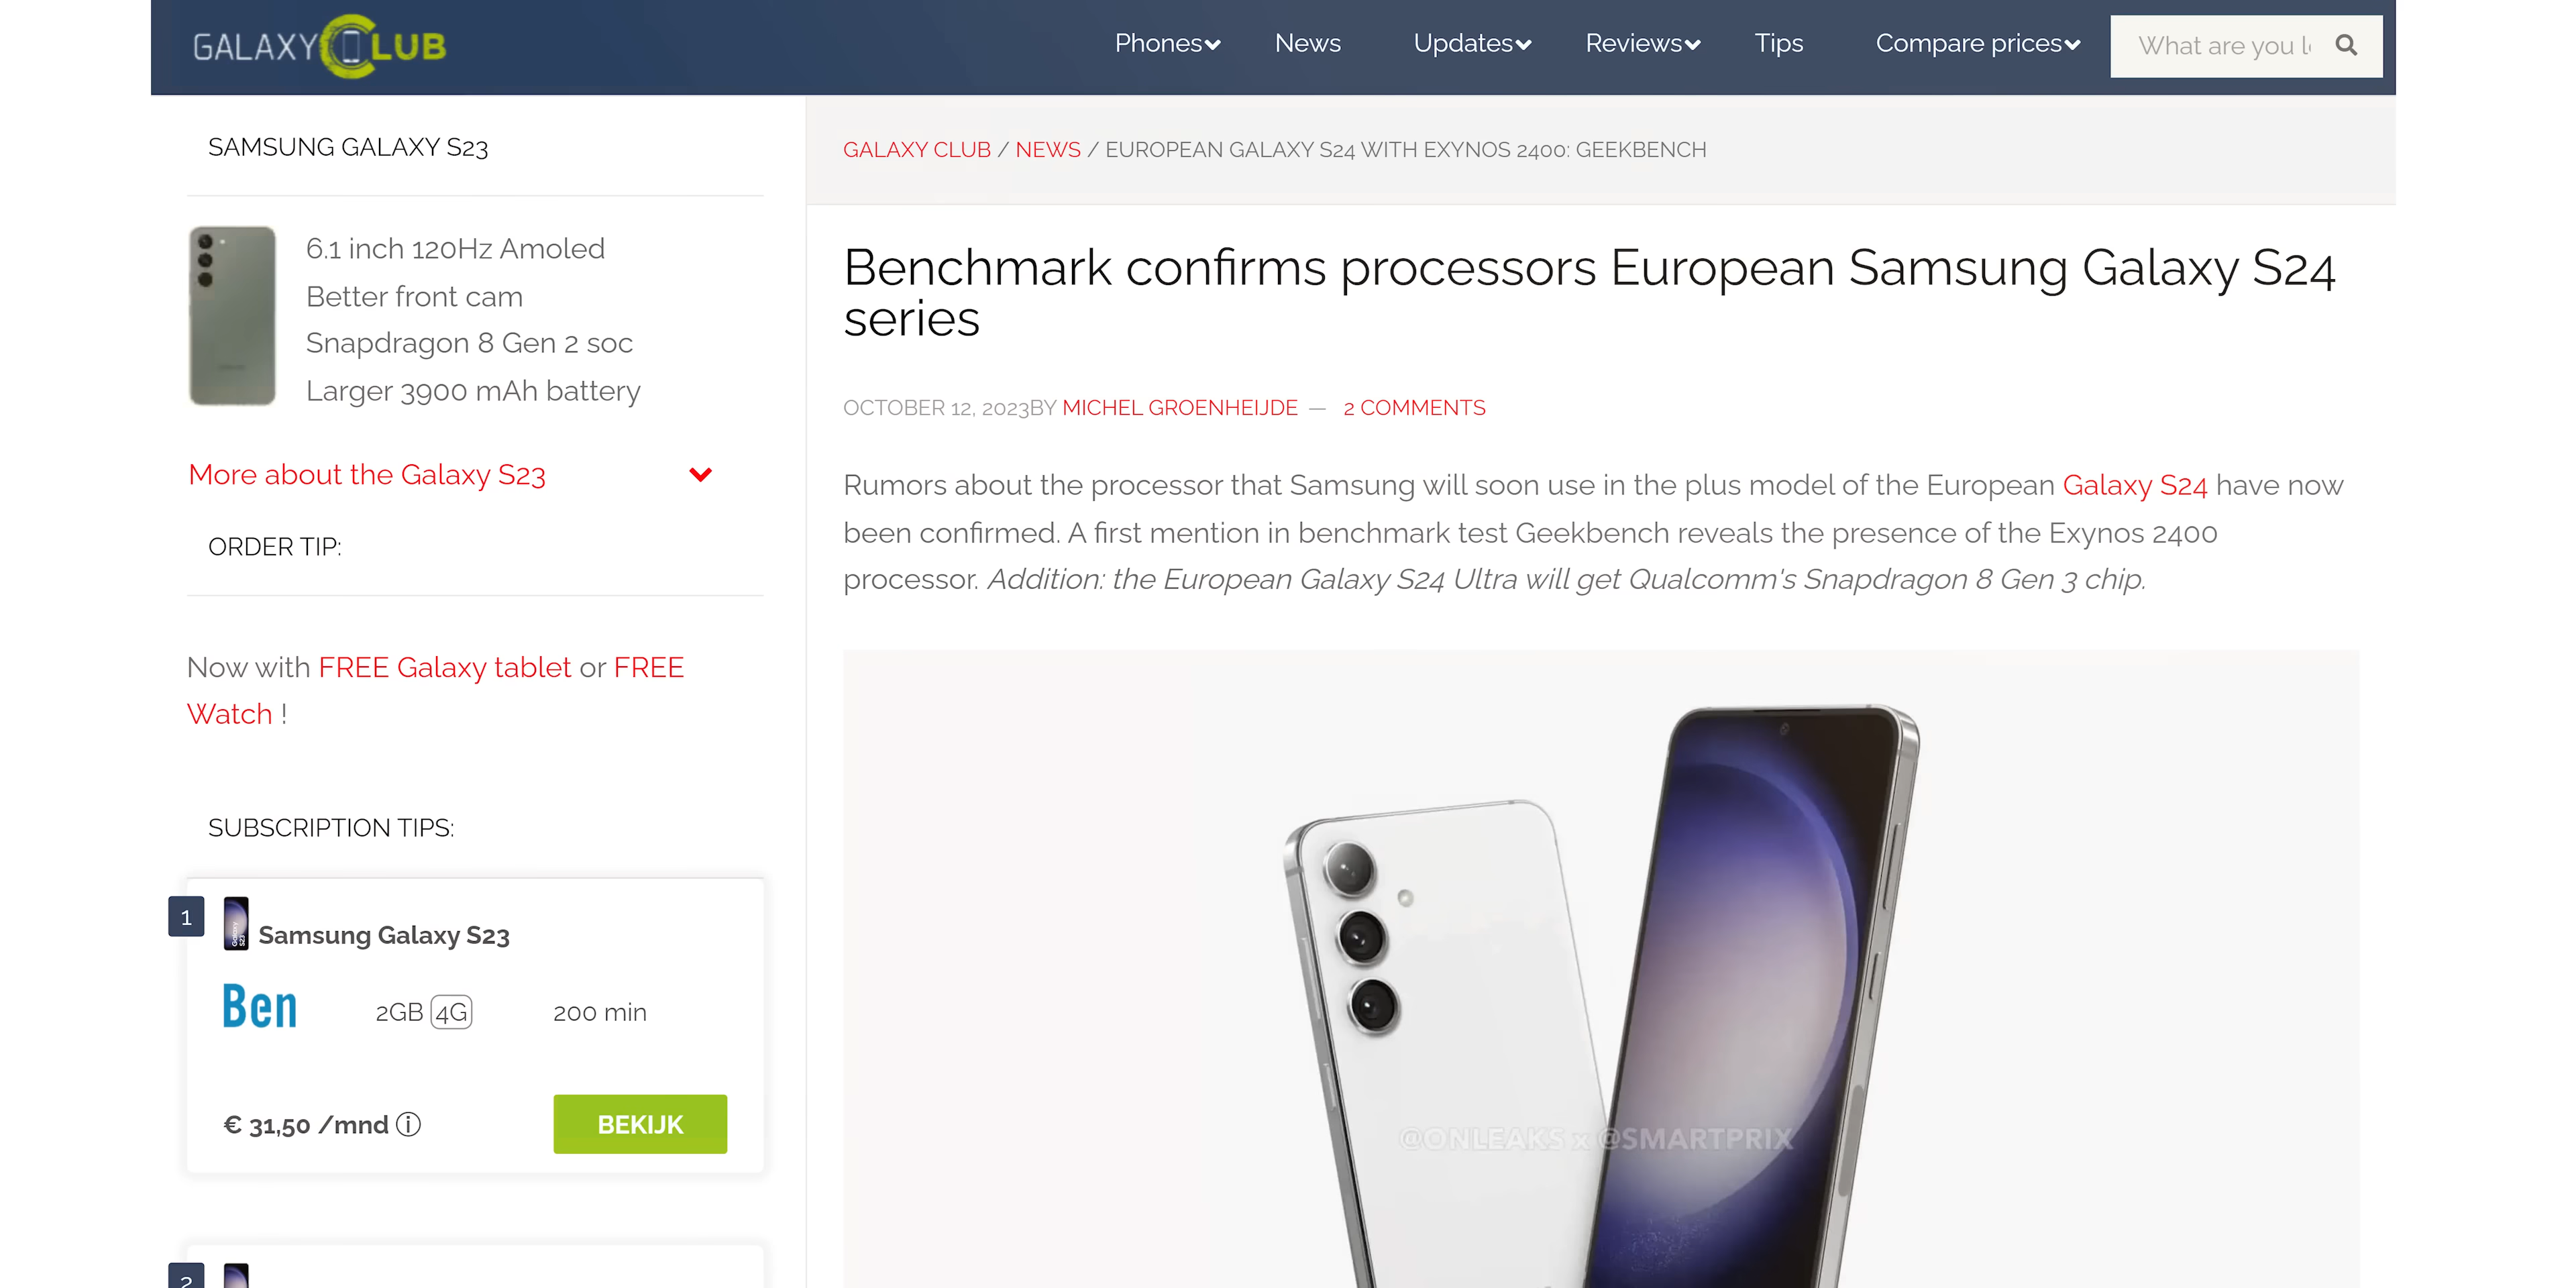 GALAXY CLUB
Phones
News
Updates
Reviews
Tips
Compare prices
What are you l
SAMSUNG GALAXY S23
6.1 inch 120Hz Amoled
Better front cam
Snapdragon 8 Gen 2 soc
Larger 3900 mAh battery
More about the Galaxy S23
ORDER TIP:
Now with FREE Galaxy tablet or FREE
Watch !
SUBSCRIPTION TIPS:
1
Samsung Galaxy S23
Ben
2GB 4G
200 min
€ 31,50 /mnd
BEKIJK
2
GALAXY CLUB / NEWS / EUROPEAN GALAXY S24 WITH EXYNOS 2400: GEEKBENCH
Benchmark confirms processors European Samsung Galaxy S24
series
OCTOBER 12, 2023BY MICHEL GROENHEIJDE — 2 COMMENTS
Rumors about the processor that Samsung will soon use in the plus model of the European Galaxy S24 have now
been confirmed. A first mention in benchmark test Geekbench reveals the presence of the Exynos 2400
processor. Addition: the European Galaxy S24 Ultra will get Qualcomm's Snapdragon 8 Gen 3 chip.
@ONLEAKS x @SMARTPRIX